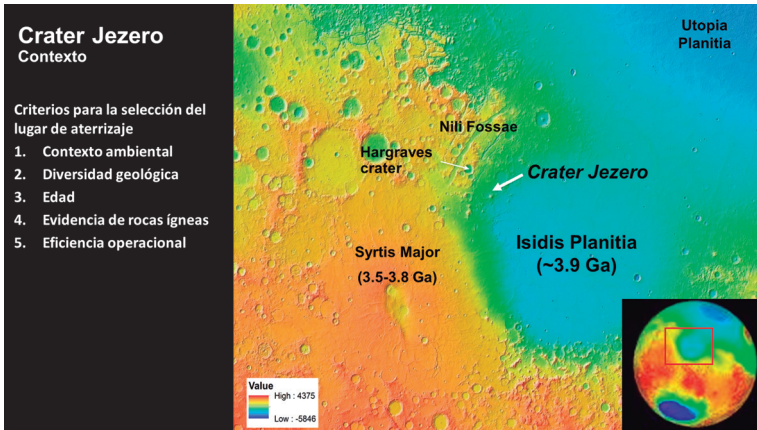 Crater Jezero
Contexto
Criterios para la selección del
lugar de aterrizaje
1. Contexto ambiental
2. Diversidad geológica
3. Edad
4. Evidencia de rocas ígneas
5. Eficiencia operacional
Utopia
Planitia
Nili Fossae
Hargraves
crater
Crater Jezero
Isidis Planitia
(~3.9 Ga)
Syrtis Major
(3.5-3.8 Ga)
Value
High : 4375
Low : -5846